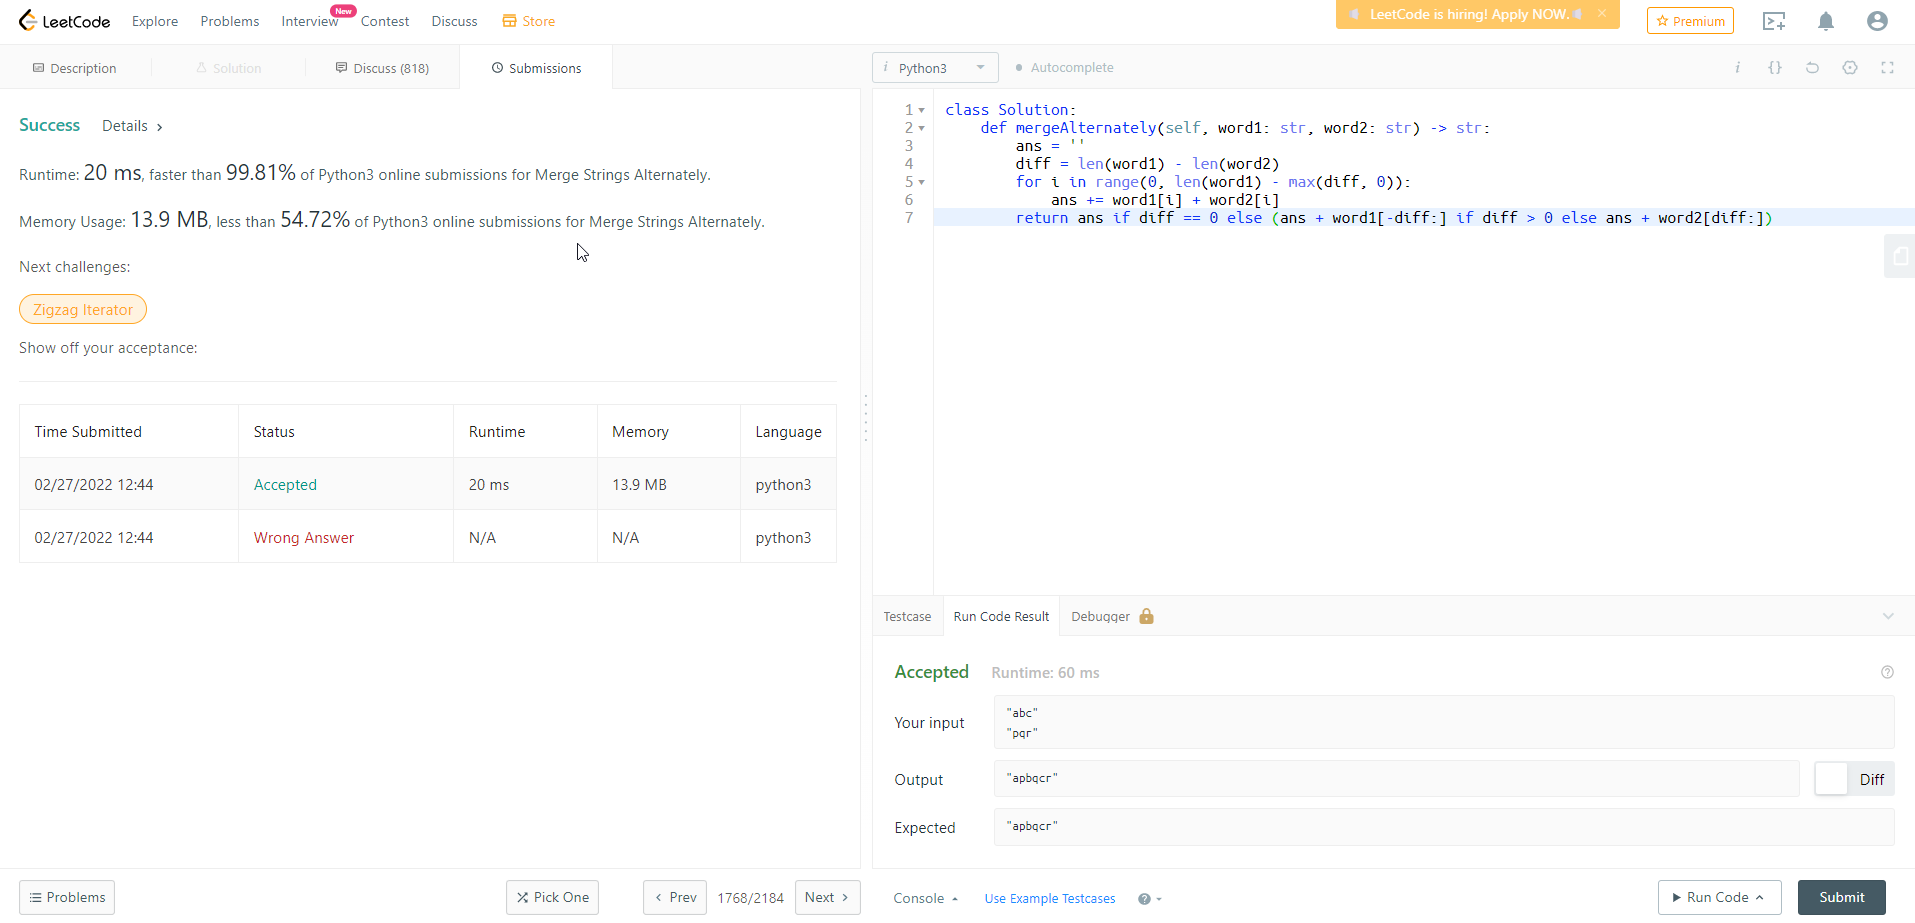 LeetCode Explore Problems Interview New Contest Discuss Store LeetCode is hiring! Apply NOW. × Premium
Description Solution Discuss (818) Submissions
Success Details >
Runtime: 20 ms, faster than 99.81% of Python3 online submissions for Merge Strings Alternately.
Memory Usage: 13.9 MB, less than 54.72% of Python3 online submissions for Merge Strings Alternately.
Next challenges:
Zigzag Iterator
Show off your acceptance:
Time Submitted Status Runtime Memory Language
02/27/2022 12:44 Accepted 20 ms 13.9 MB python3
02/27/2022 12:44 Wrong Answer N/A N/A python3
Problems Pick One < Prev 1768/2184 Next >
i Python3 Autocomplete i {}
1 class Solution:
2 def mergeAlternately(self, word1: str, word2: str) -> str:
3 ans = ''
4 diff = len(word1) - len(word2)
5 for i in range(0, len(word1) - max(diff, 0)):
6 ans += word1[i] + word2[i]
7 return ans if diff == 0 else (ans + word1[-diff:] if diff > 0 else ans + word2[diff:])
Testcase Run Code Result Debugger
Accepted Runtime: 60 ms ?
Your input
"abc"
"pqr"
Output "apbqcr" Diff
Expected "apbqcr"
Console Use Example Testcases ? Run Code Submit